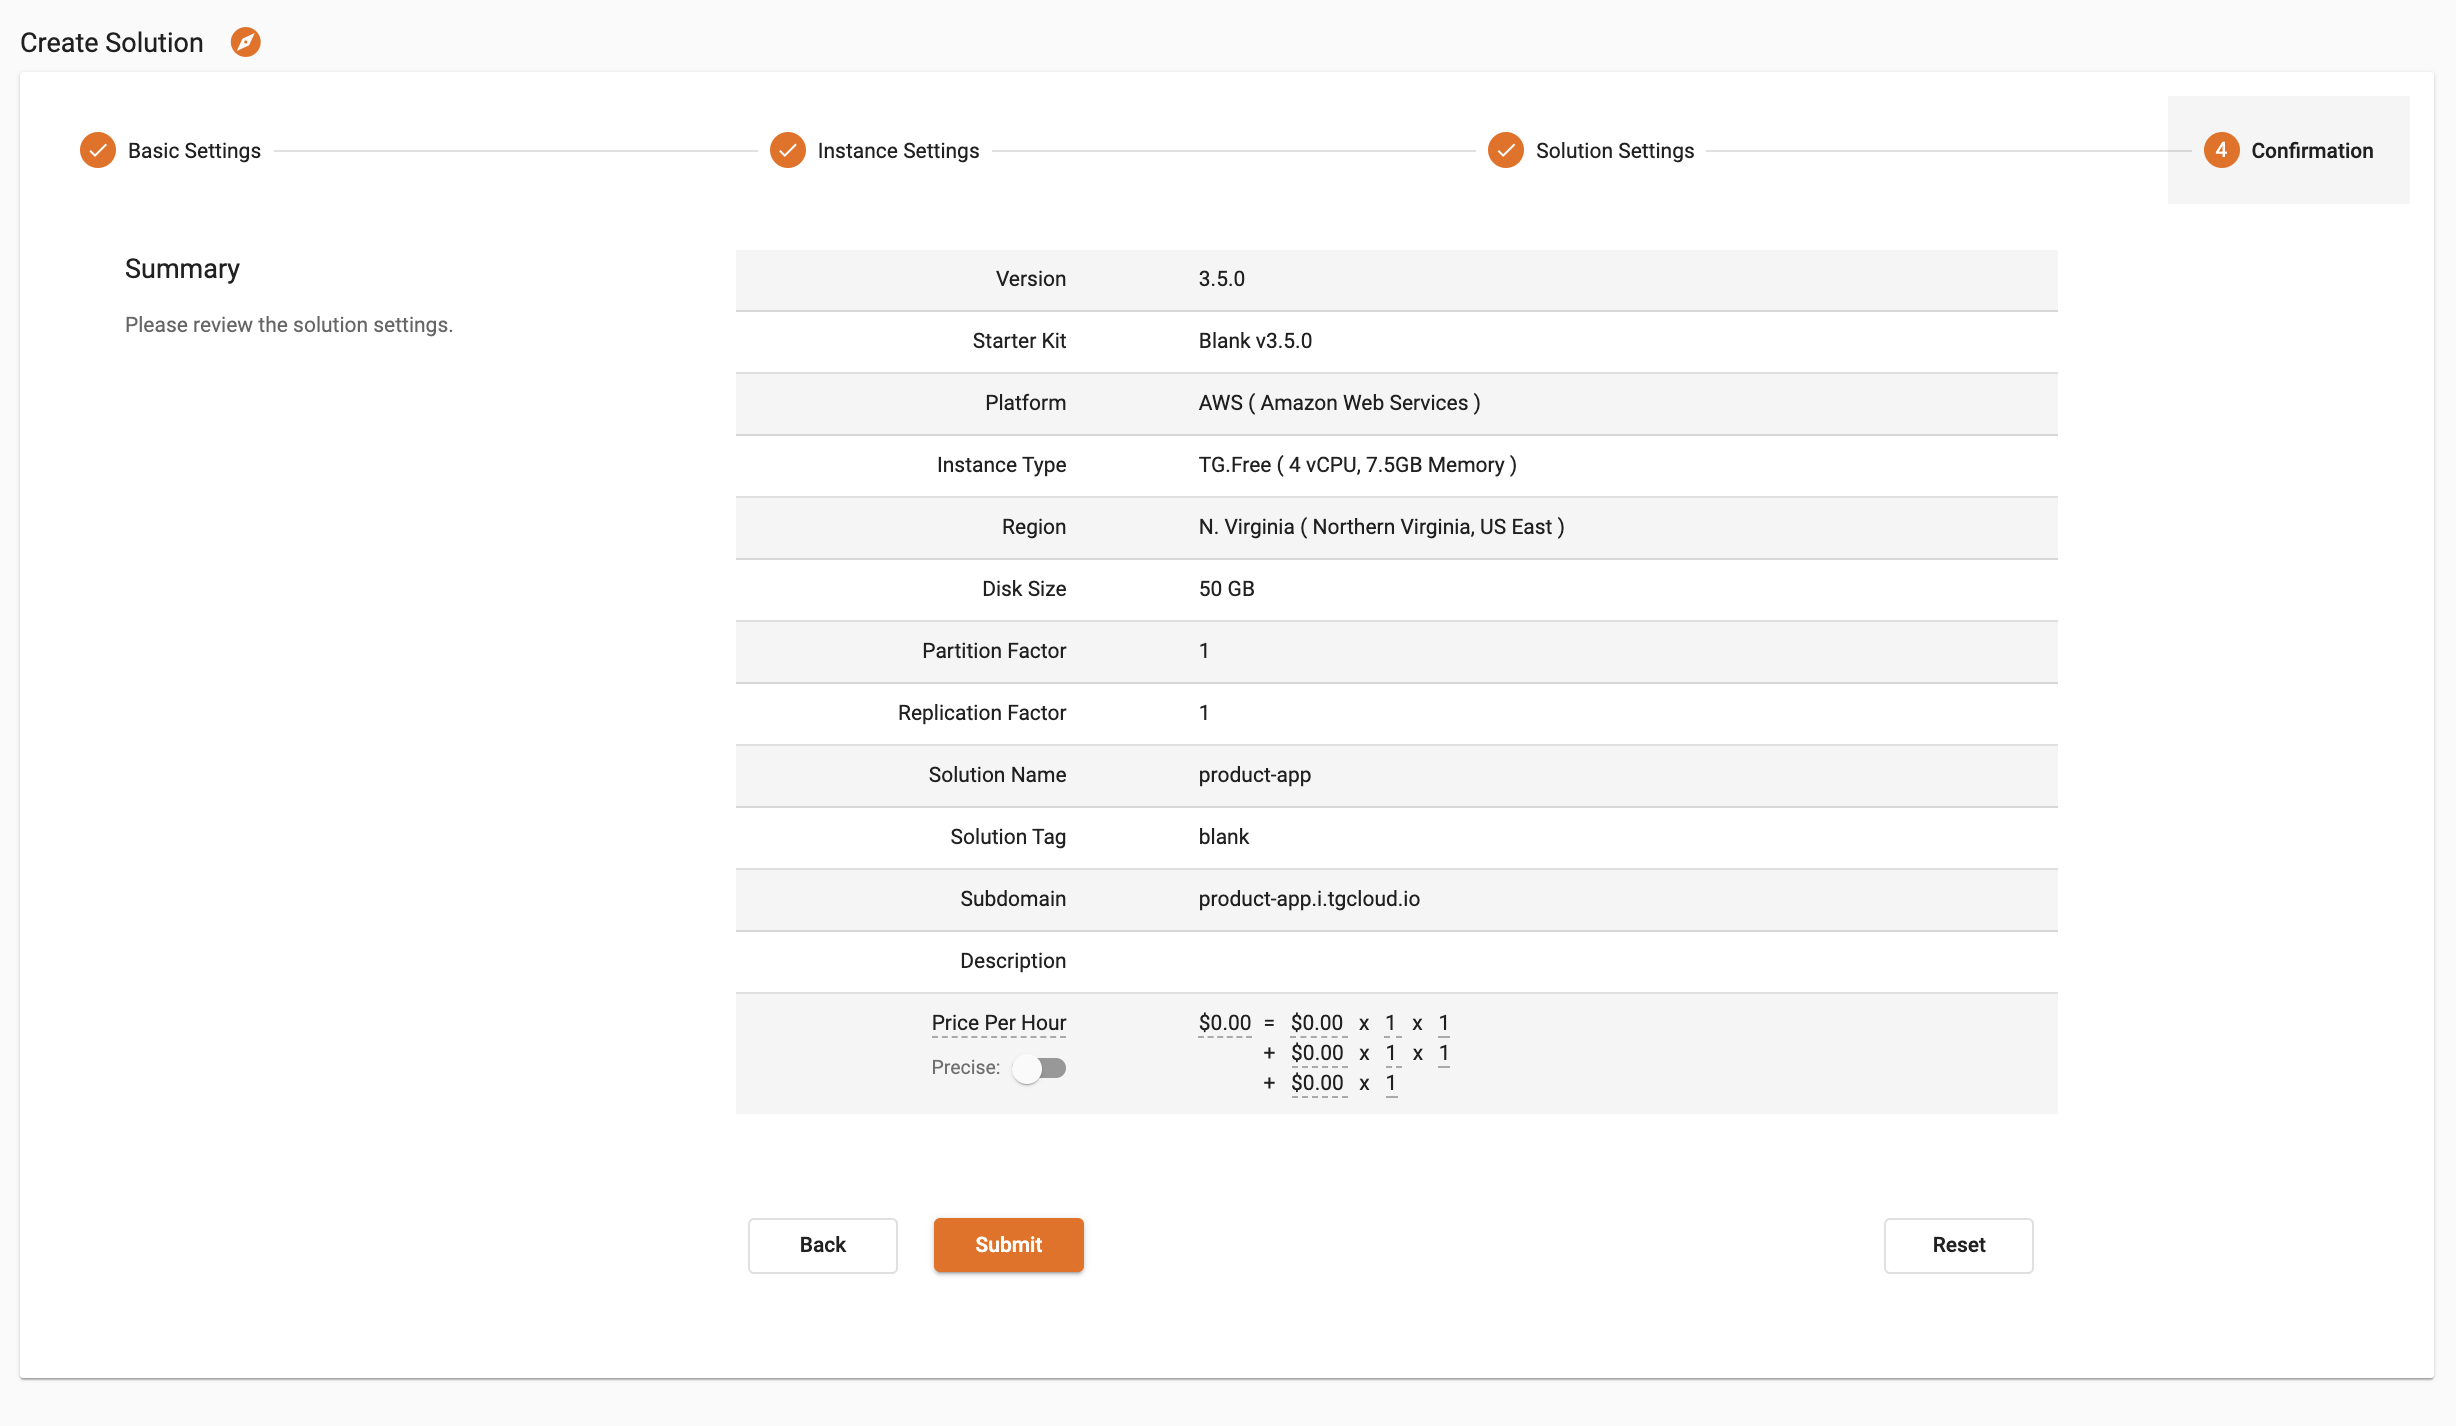 Create Solution
Basic Settings
Instance Settings
Solution Settings
4 Confirmation
Summary
Please review the solution settings.
Version 3.5.0
Starter Kit Blank v3.5.0
Platform AWS ( Amazon Web Services )
Instance Type TG.Free ( 4 vCPU, 7.5GB Memory )
Region N. Virginia ( Northern Virginia, US East )
Disk Size 50 GB
Partition Factor 1
Replication Factor 1
Solution Name product-app
Solution Tag blank
Subdomain product-app.i.tgcloud.io
Description
Price Per Hour $0.00 = $0.00 x 1 x 1
+ $0.00 x 1 x 1
Precise:
+ $0.00 x 1
Back Submit Reset